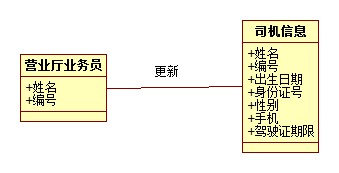 营业厅业务员
+姓名
+编号
更新
司机信息
+姓名
+编号
+出生日期
+身份证号
+性别
+手机
+驾驶证期限